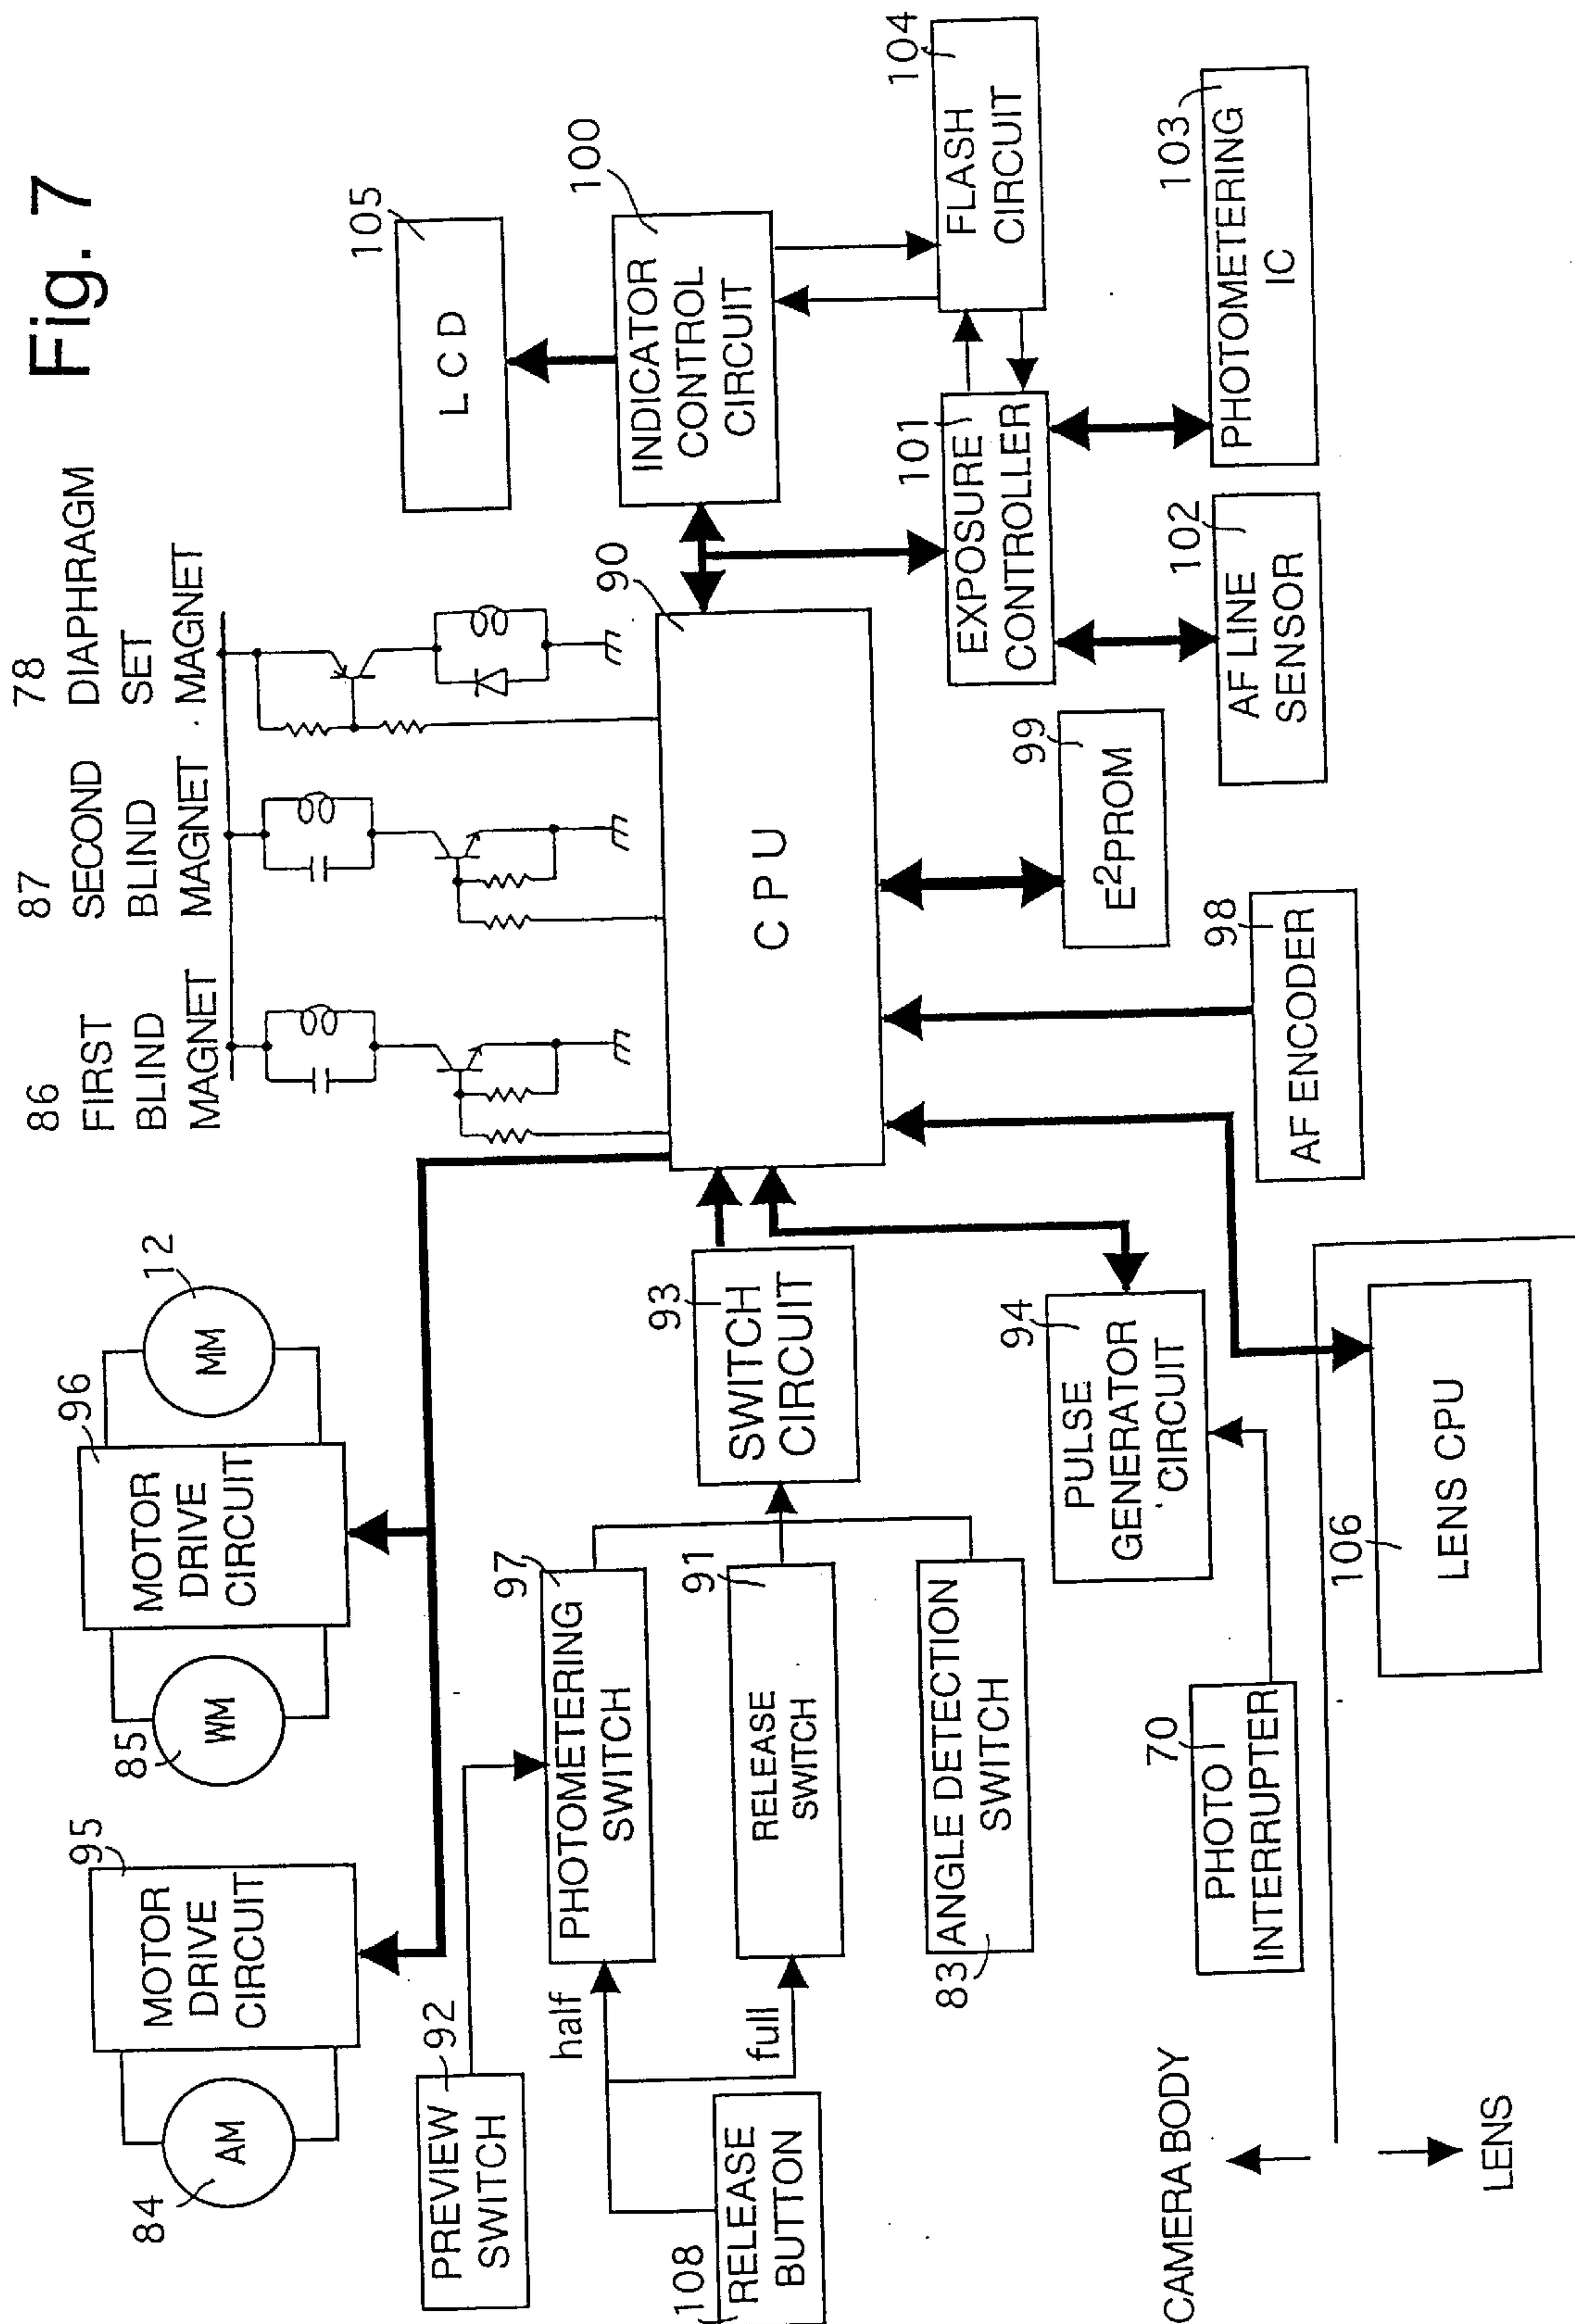 Fig. 7
84
AM
95
MOTOR
DRIVE
CIRCUIT
85
WM
96
MOTOR
DRIVE
CIRCUIT
12
MM
86
FIRST
BLIND
MAGNET
87
SECOND
BLIND
MAGNET
78
DIAPHRAGM
SET
MAGNET
105
LCD
100
INDICATOR
CONTROL
CIRCUIT
104
FLASH
CIRCUIT
92
PREVIEW
SWITCH
half
full
108
RELEASE
BUTTON
97
PHOTOMETERING
SWITCH
91
RELEASE
SWITCH
83
ANGLE DETECTION
SWITCH
93
SWITCH
CIRCUIT
90
CPU
101
EXPOSURE
CONTROLLER
103
PHOTOMETERING
IC
102
AF LINE
SENSOR
99
E²PROM
98
AF ENCODER
94
PULSE
GENERATOR
CIRCUIT
70
PHOTO
INTERRUPTER
106
LENS CPU
CAMERA BODY
LENS